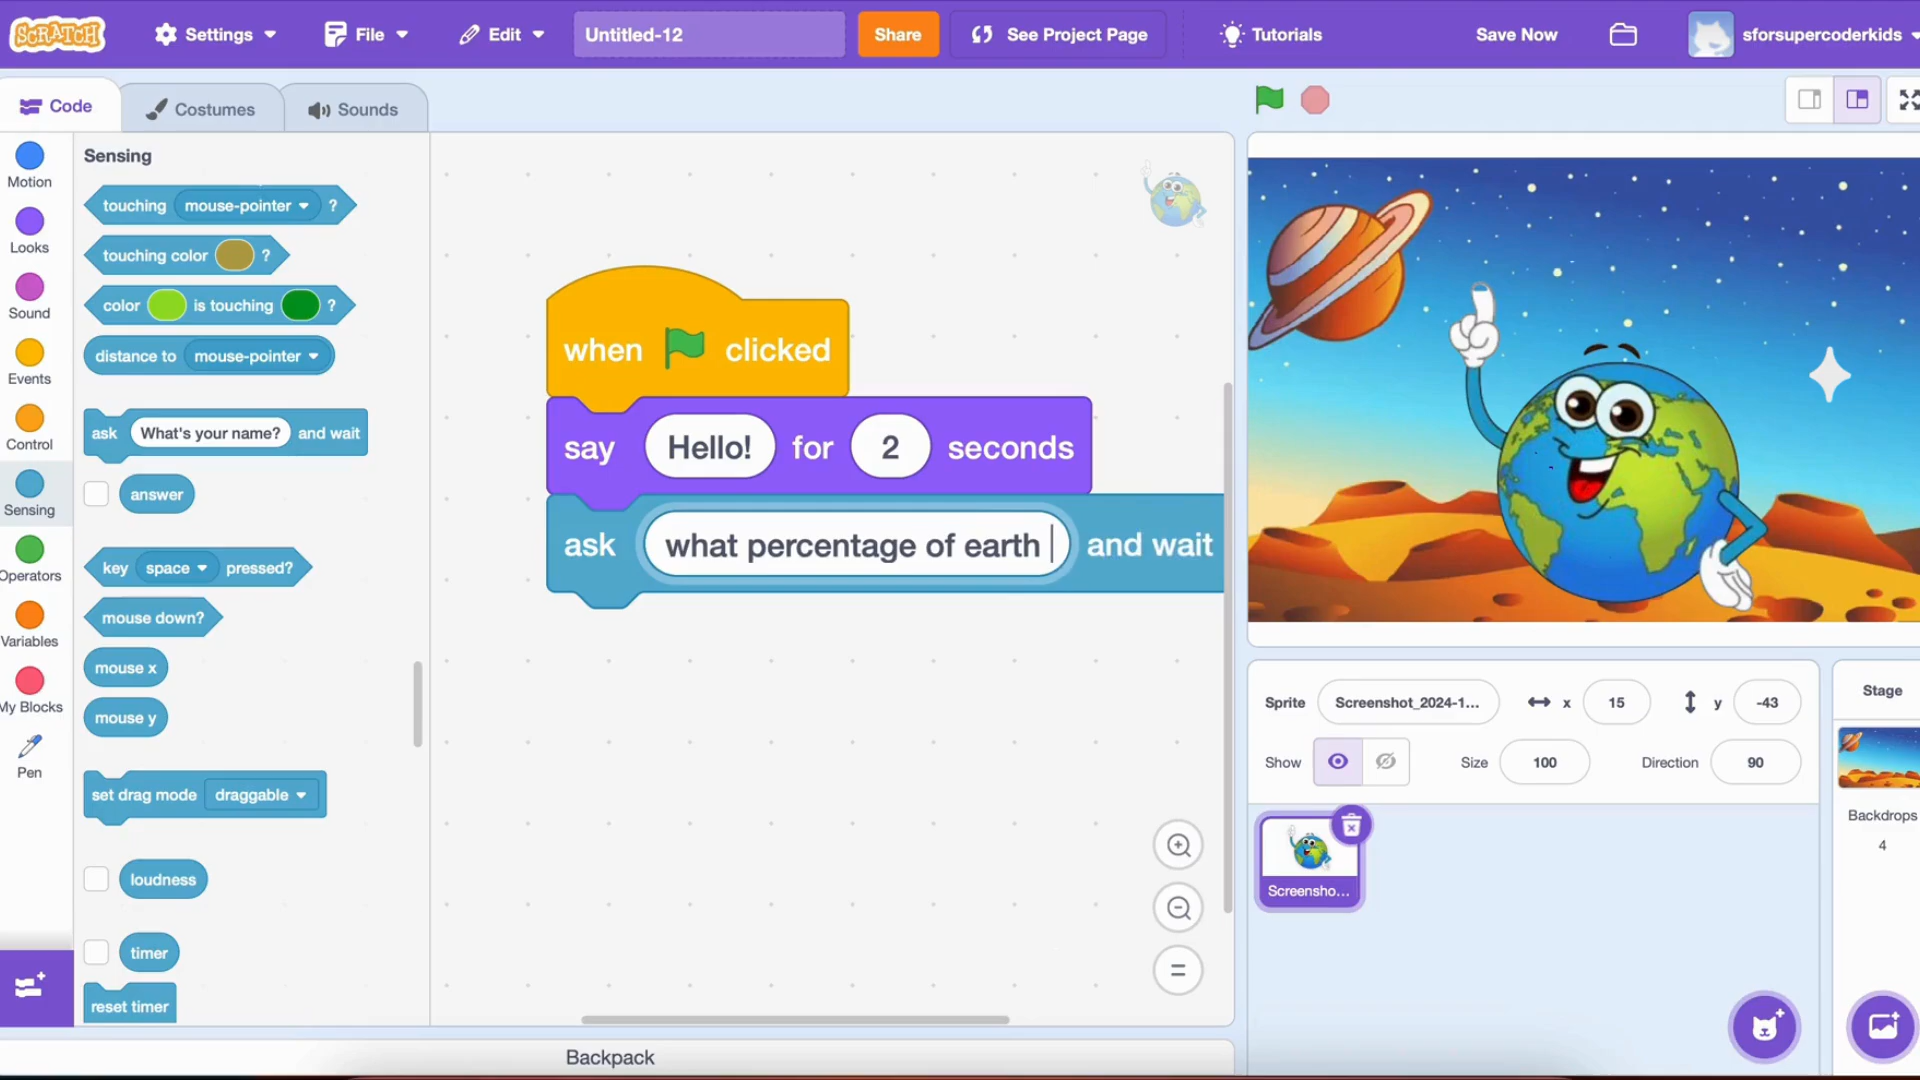 SCRATCH Settings File Edit Untitled-12 Share See Project Page Tutorials Save Now sforsupercoderkids
Code Costumes Sounds
Motion
Looks
Sound
Events
Control
Sensing
Operators
Variables
My Blocks
Pen
Sensing
touching mouse-pointer ?
touching color ?
color is touching ?
distance to mouse-pointer
ask What's your name? and wait
answer
key space pressed?
mouse down?
mouse x
mouse y
set drag mode draggable
loudness
timer
reset timer
when clicked
say Hello! for 2 seconds
ask what percentage of earth and wait
Backpack
Sprite Screenshot_2024-1... x 15 y -43
Show Size 100 Direction 90
Screensho...
Stage
Backdrops
4